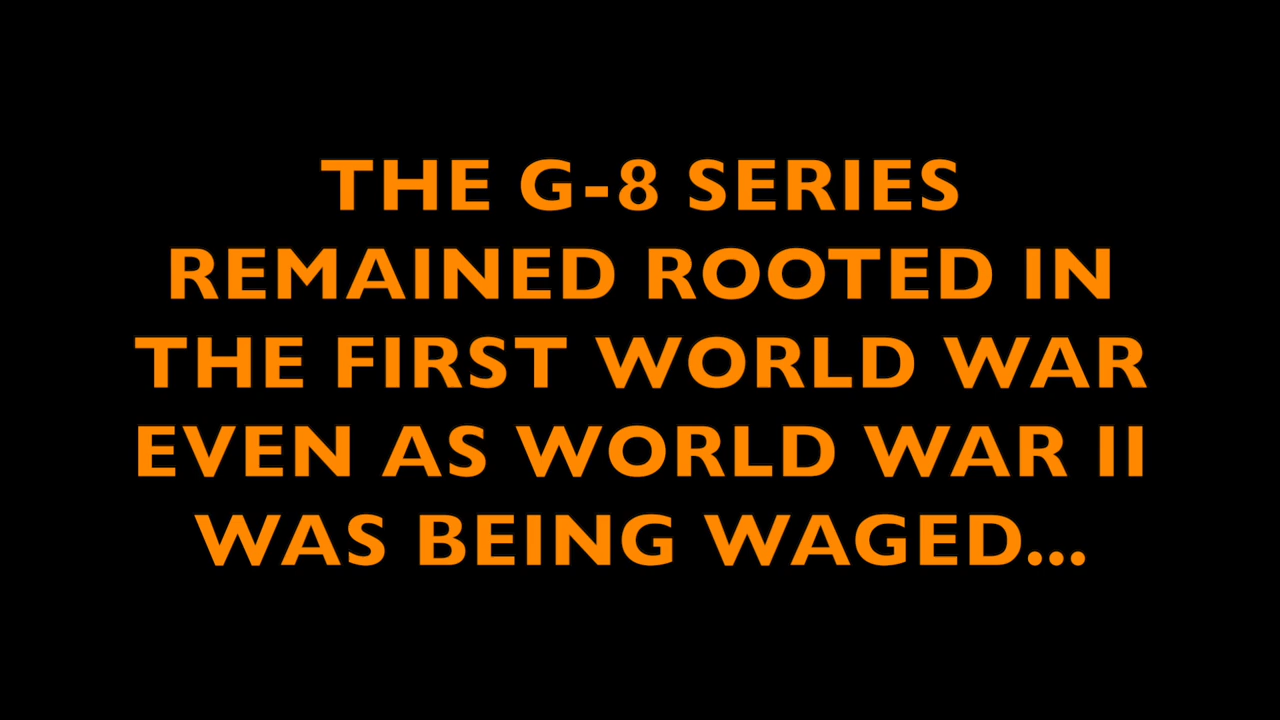 THE G-8 SERIES
REMAINED ROOTED IN
THE FIRST WORLD WAR
EVEN AS WORLD WAR II
WAS BEING WAGED...